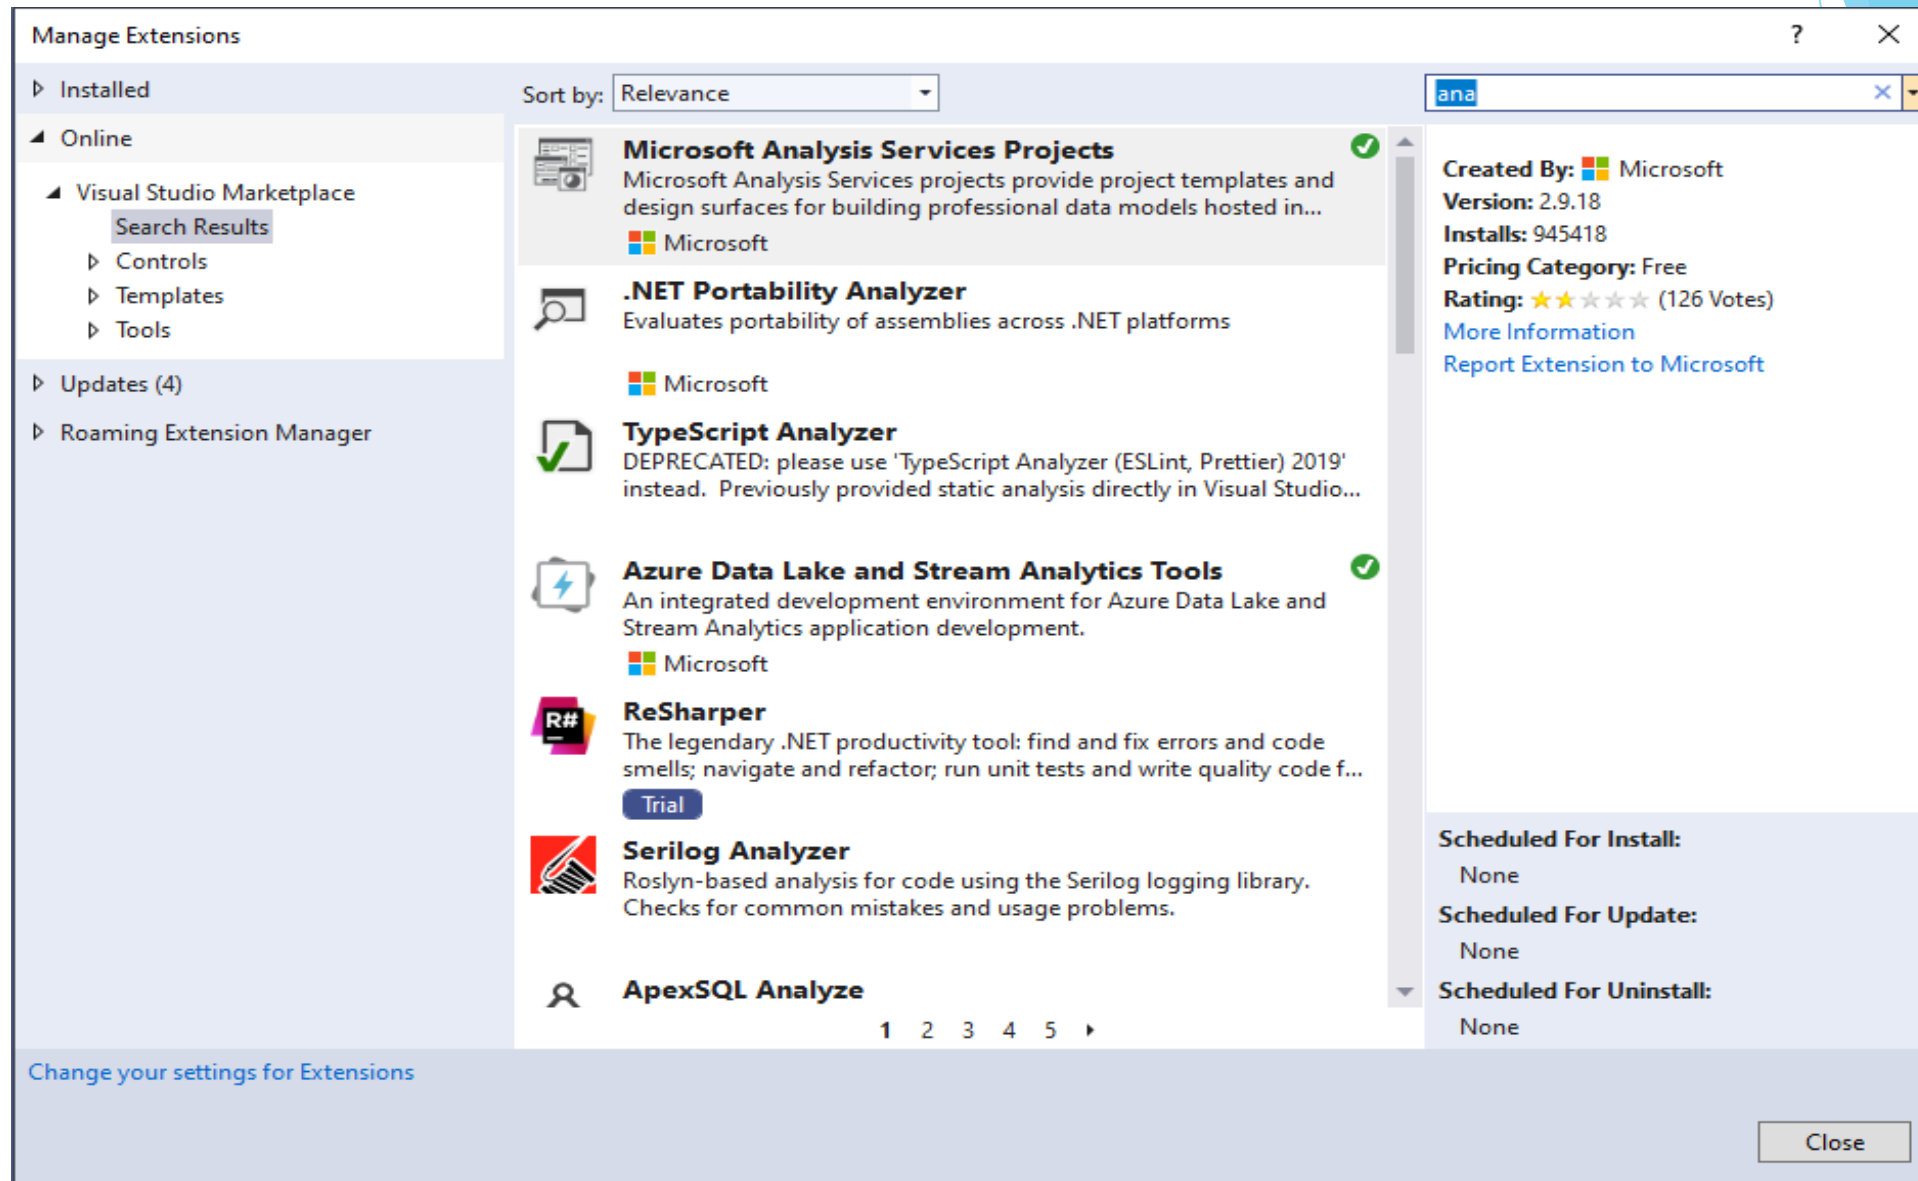 Manage Extensions
?
Installed
Online
Visual Studio Marketplace
Search Results
Controls
Templates
Tools
Updates (4)
Roaming Extension Manager
Sort by: Relevance
ana
Microsoft Analysis Services Projects
Microsoft Analysis Services projects provide project templates and
design surfaces for building professional data models hosted in...
Microsoft
.NET Portability Analyzer
Evaluates portability of assemblies across .NET platforms
Microsoft
TypeScript Analyzer
DEPRECATED: please use 'TypeScript Analyzer (ESLint, Prettier) 2019'
instead.  Previously provided static analysis directly in Visual Studio...
Azure Data Lake and Stream Analytics Tools
An integrated development environment for Azure Data Lake and
Stream Analytics application development.
Microsoft
R#
ReSharper
The legendary .NET productivity tool: find and fix errors and code
smells; navigate and refactor; run unit tests and write quality code f...
Trial
Serilog Analyzer
Roslyn-based analysis for code using the Serilog logging library.
Checks for common mistakes and usage problems.
ApexSQL Analyze
1 2 3 4 5
Created By: Microsoft
Version: 2.9.18
Installs: 945418
Pricing Category: Free
Rating: (126 Votes)
More Information
Report Extension to Microsoft
Scheduled For Install:
None
Scheduled For Update:
None
Scheduled For Uninstall:
None
Change your settings for Extensions
Close